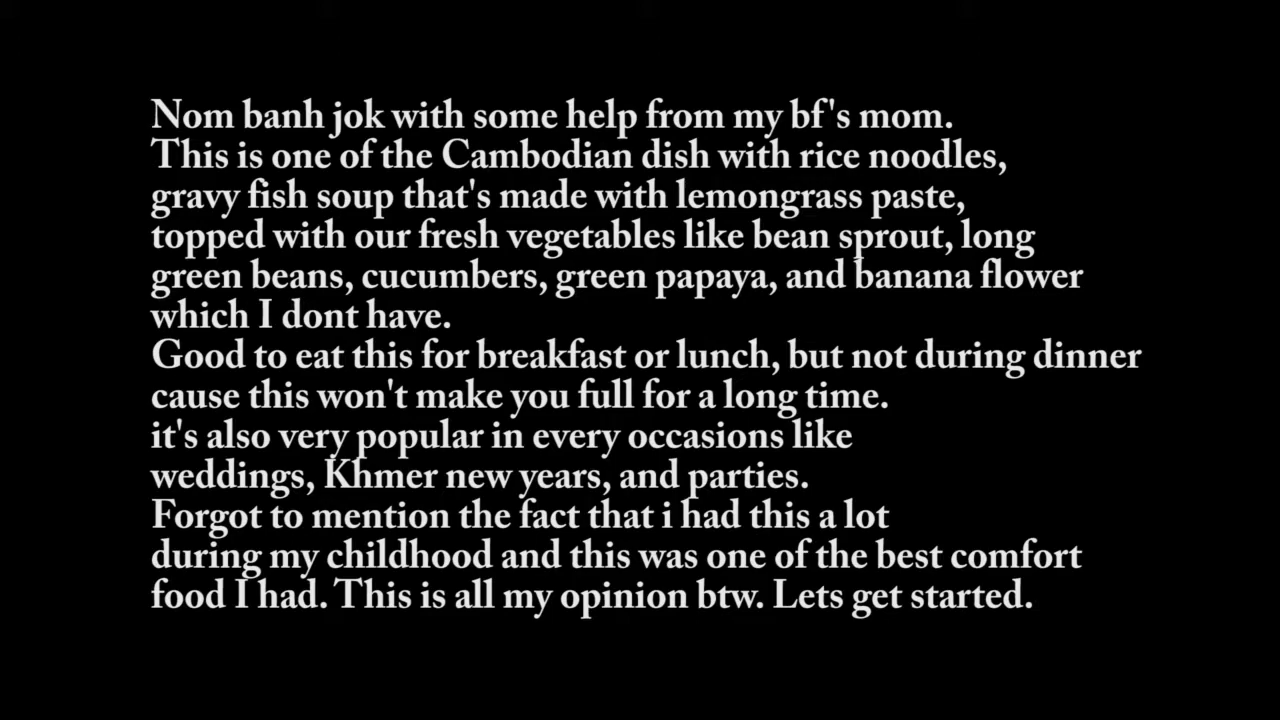 Nom banh jok with some help from my bf's mom.
This is one of the Cambodian dish with rice noodles,
gravy fish soup that's made with lemongrass paste,
topped with our fresh vegetables like bean sprout, long
green beans, cucumbers, green papaya, and banana flower
which I dont have.
Good to eat this for breakfast or lunch, but not during dinner
cause this won't make you full for a long time.
it's also very popular in every occasions like
weddings, Khmer new years, and parties.
Forgot to mention the fact that i had this a lot
during my childhood and this was one of the best comfort
food I had. This is all my opinion btw. Lets get started.